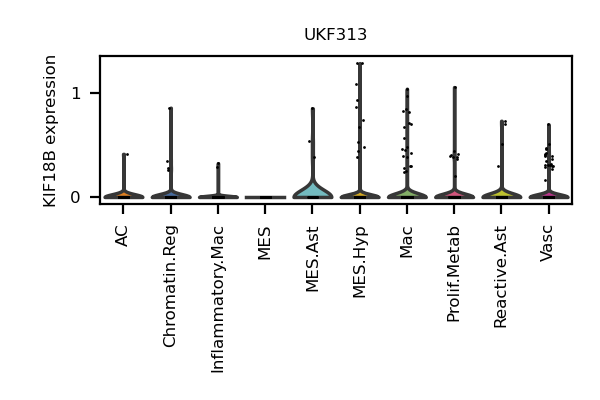 UKF313
KIF18B expression
1
0
AC
Chromatin.Reg
Inflammatory.Mac
MES
MES.Ast
MES.Hyp
Mac
Prolif.Metab
Reactive.Ast
Vasc